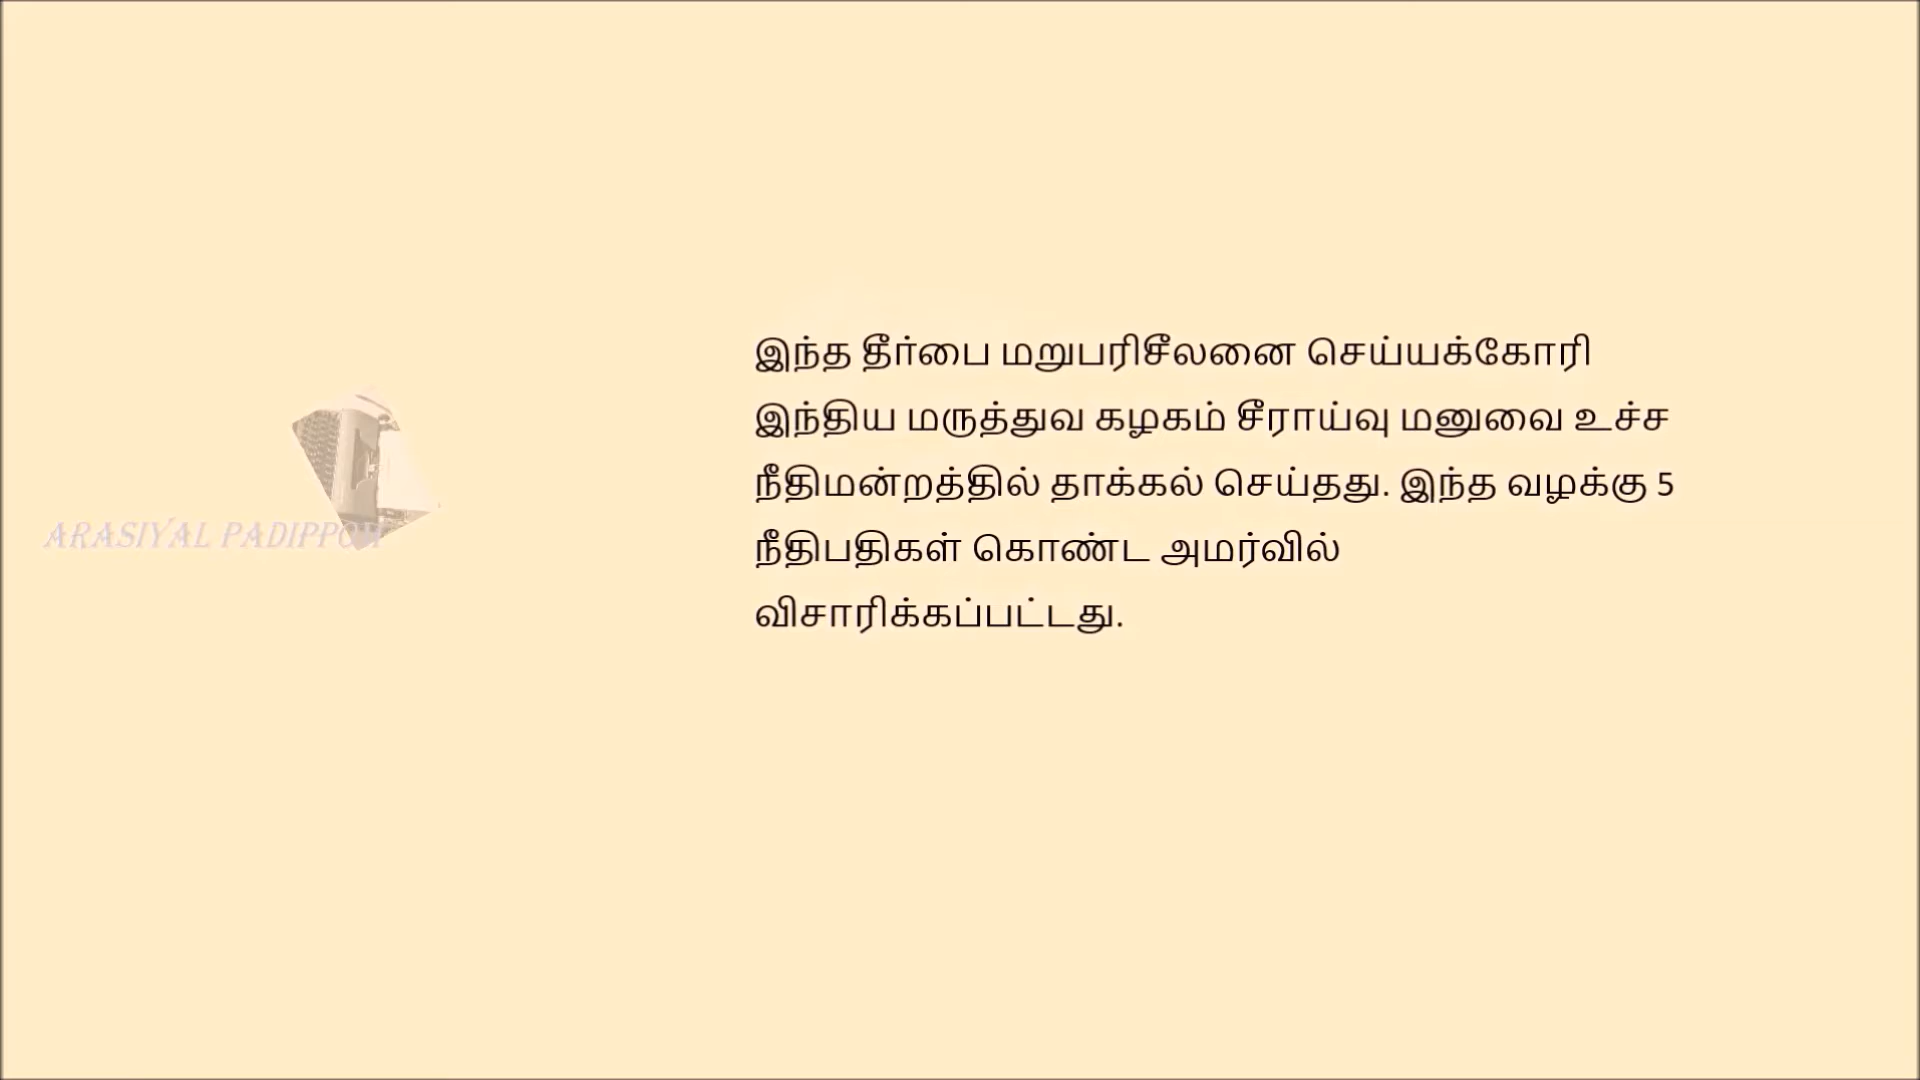 இந்த தீர்பை மறுபரிசீலனை செய்யக்கோரி
இந்திய மருத்துவ கழகம் சீராய்வு மனுவை உச்ச
நீதிமன்றத்தில் தாக்கல் செய்தது. இந்த வழக்கு 5
நீதிபதிகள் கொண்ட அமர்வில்
விசாரிக்கப்பட்டது.
ARASIYAL PADIPPOM